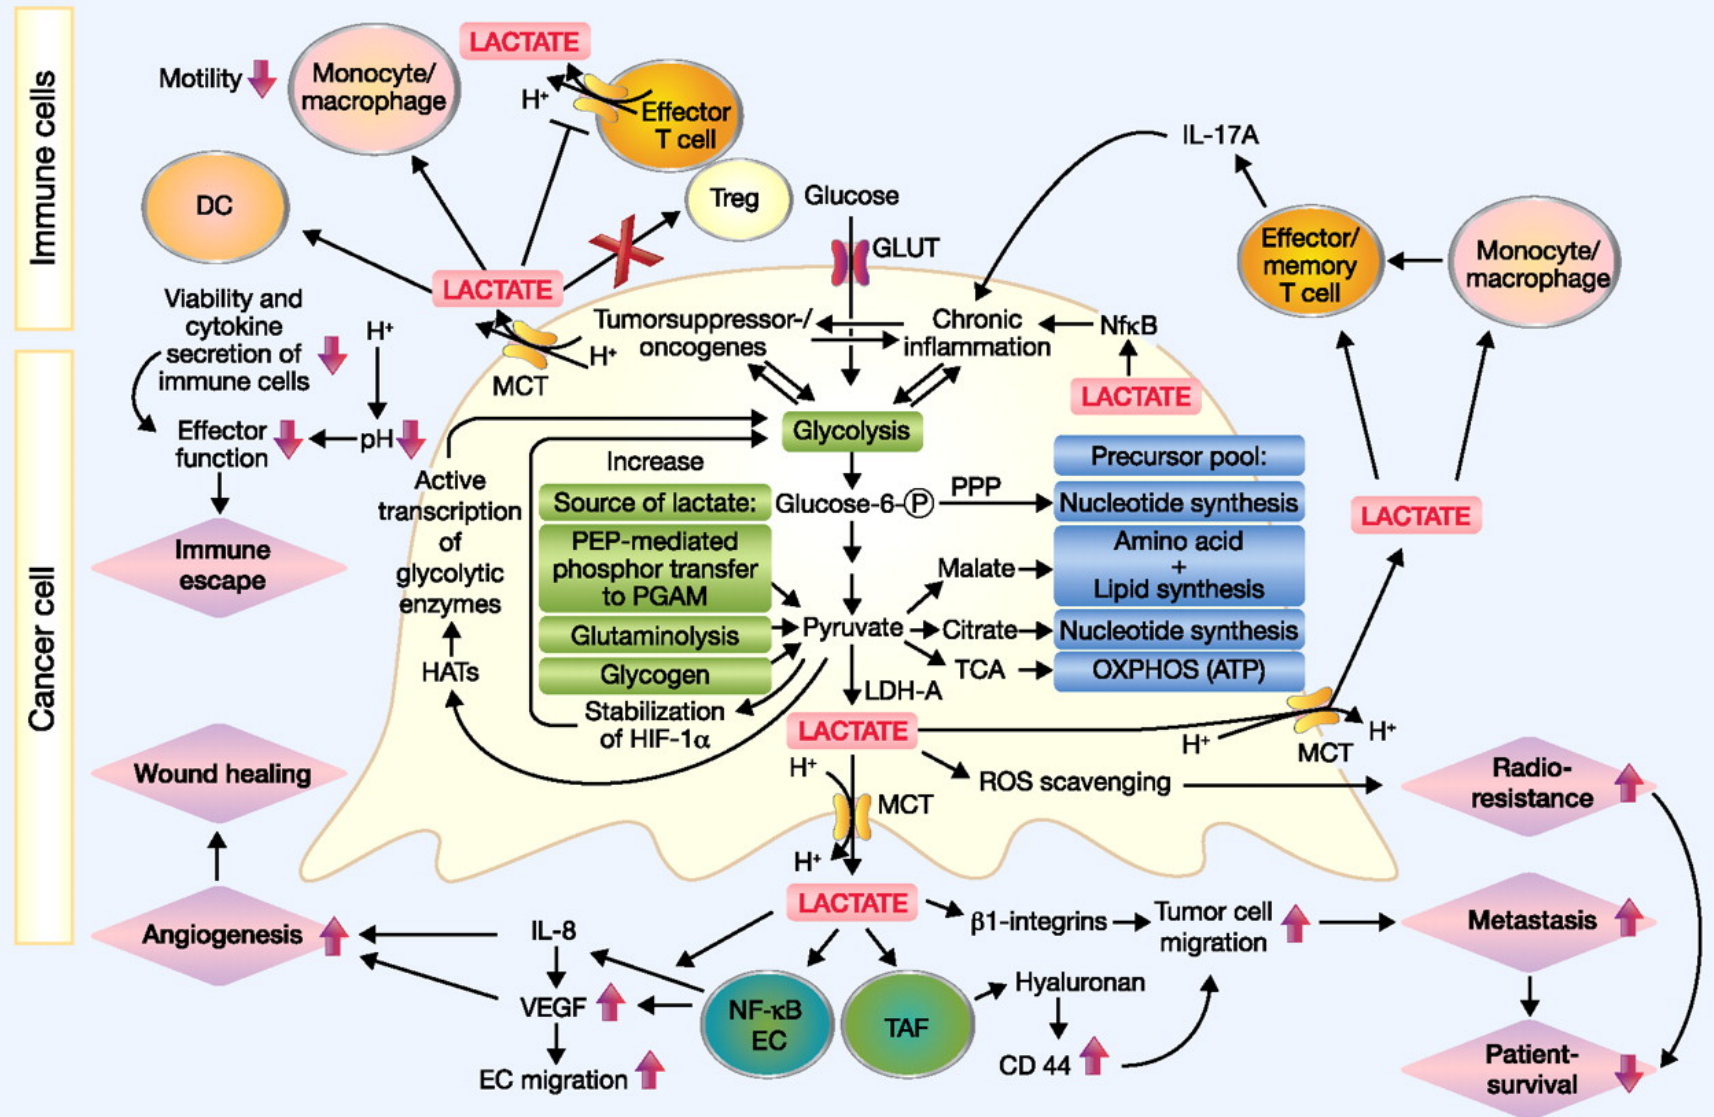 Immune cells
Cancer cell
Motility
Monocyte/
macrophage
LACTATE
H+
Effector
T cell
Treg
DC
LACTATE
Glucose
GLUT
IL-17A
Effector/
memory
T cell
Monocyte/
macrophage
Viability and
cytokine
secretion of
immune cells
H+
pH
Effector
function
Immune
escape
MCT
H+
Tumorsuppressor-/
oncogenes
Chronic
inflammation
NfκB
LACTATE
Glycolysis
Increase
Active
transcription
of
glycolytic
enzymes
HATs
Source of lactate:
PEP-mediated
phosphor transfer
to PGAM
Glutaminolysis
Glycogen
Stabilization
of HIF-1α
Glucose-6-P
PPP
Precursor pool:
Nucleotide synthesis
Amino acid
+
Lipid synthesis
Nucleotide synthesis
OXPHOS (ATP)
Malate
Pyruvate
Citrate
TCA
LDH-A
LACTATE
LACTATE
H+
MCT
H+
H+
MCT
H+
ROS scavenging
Radio-
resistance
Wound healing
Angiogenesis
LACTATE
IL-8
VEGF
EC migration
NF-κB
EC
TAF
β1-integrins
Tumor cell
migration
Hyaluronan
CD 44
Metastasis
Patient-
survival